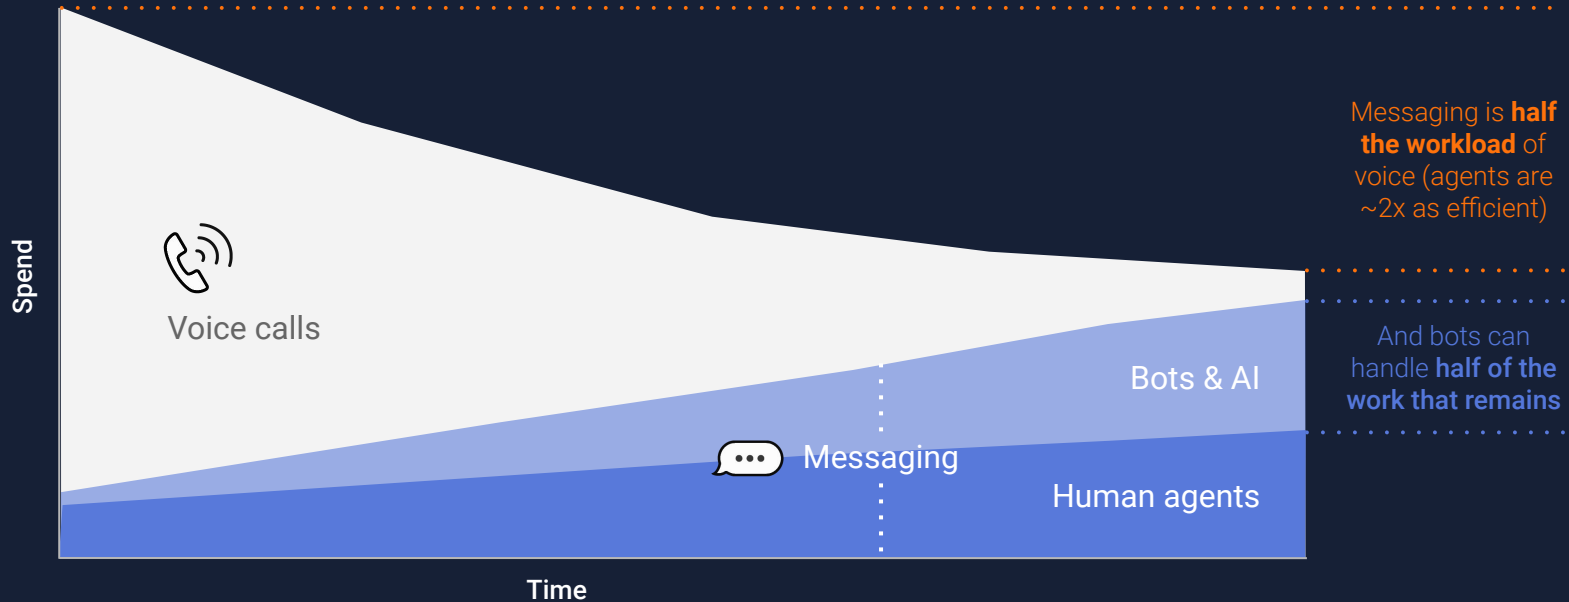 Messaging is half
the workload of
voice (agents are
~2x as efficient)
Spend
Voice calls
And bots can
handle half of the
work that remains
Bots & AI
Messaging
Human agents
Time